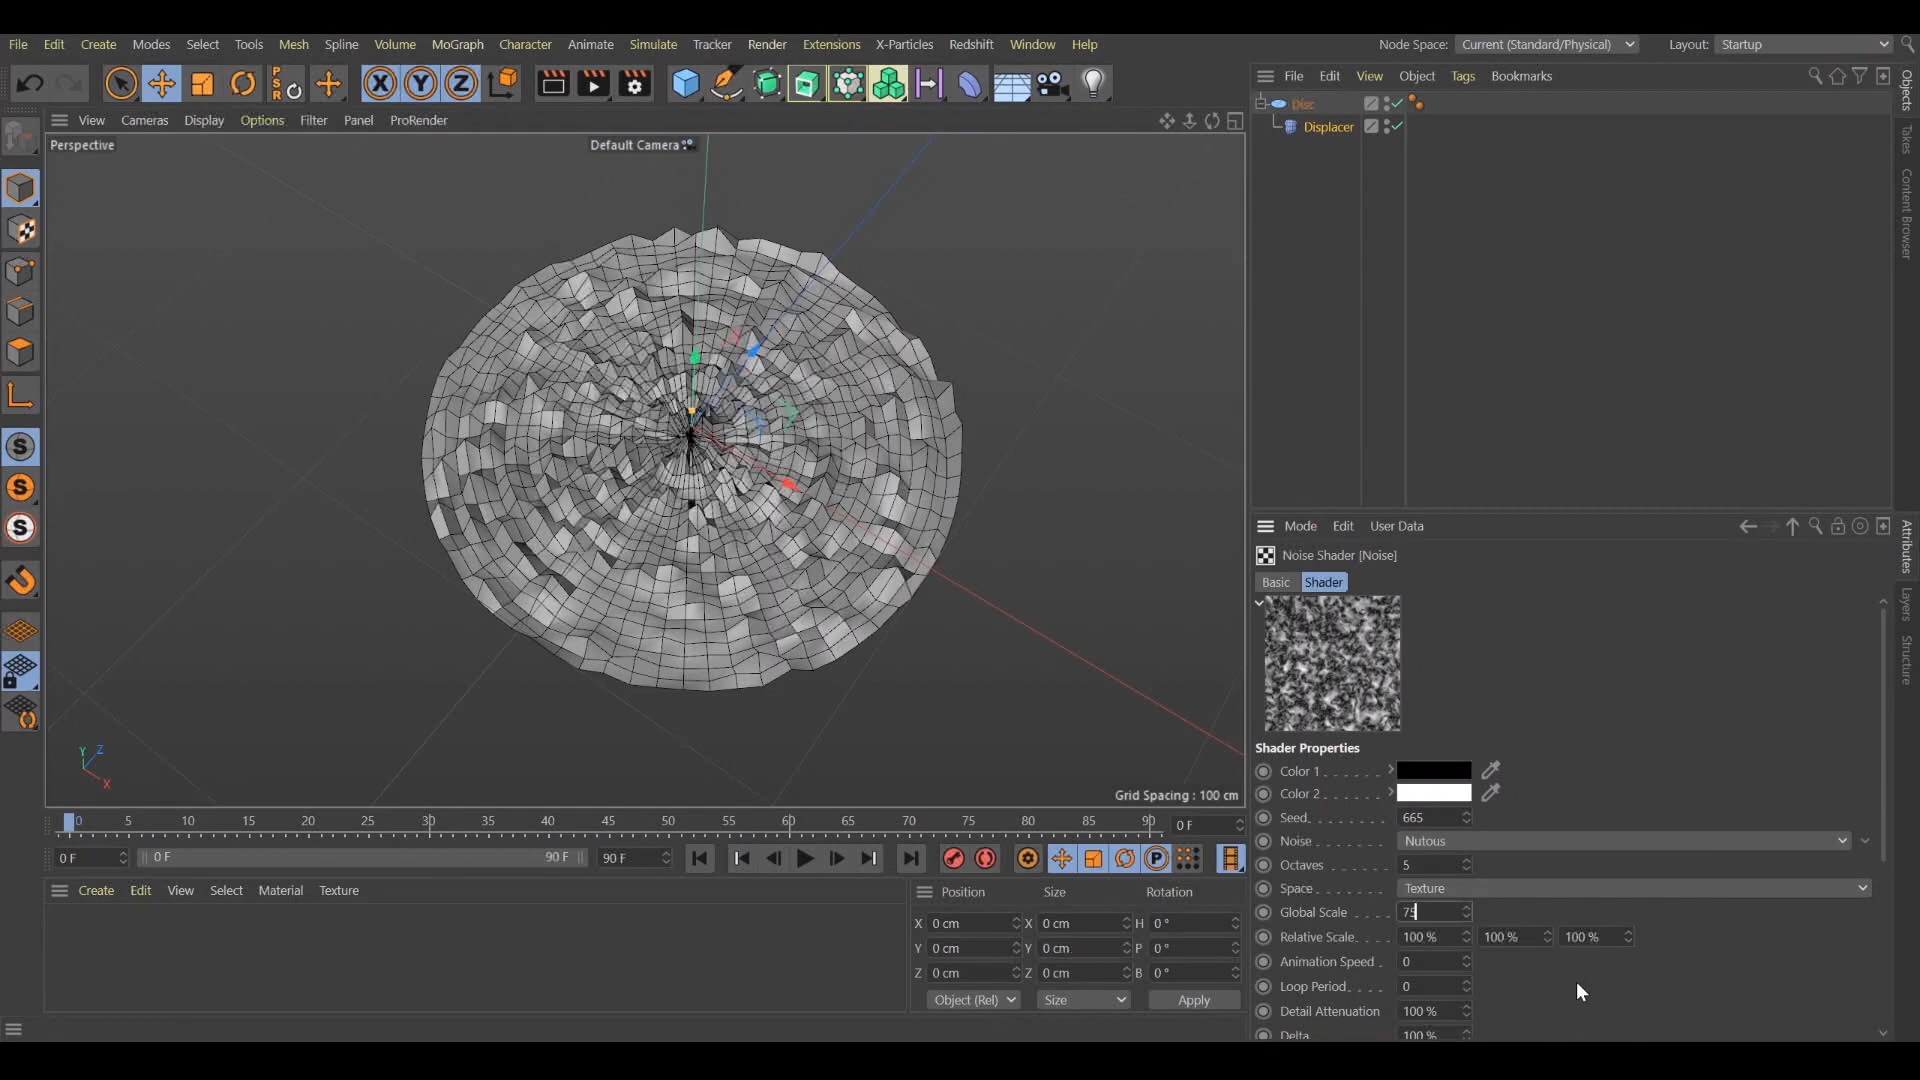 File Edit Create Modes Select Tools Mesh Spline Volume MoGraph Character Animate Simulate Tracker Render Extensions X-Particles Redshift Window Help Node Space: Current (Standard/Physical) Layout: Startup
P S R X Y Z
File Edit View Object Tags Bookmarks
Objects
Takes
Content Browser
Disc
Displacer
View Cameras Display Options Filter Panel ProRender
Perspective
Default Camera
S
S
S
Y Z
X
Grid Spacing : 100 cm
Mode Edit User Data
Attributes
Layers
Structure
Noise Shader [Noise]
Basic Shader
Shader Properties
Color 1
Color 2
Seed 665
Noise Nutous
Octaves 5
Space Texture
Global Scale 75
Relative Scale 100 % 100 % 100 %
Animation Speed 0
Loop Period 0
Detail Attenuation 100 %
Delta 100 %
0 5 10 15 20 25 30 35 40 45 50 55 60 65 70 75 80 85 90 0 F
0 F 0 F 90 F 90 F P
Create Edit View Select Material Texture
Position Size Rotation
X 0 cm X 0 cm H 0 °
Y 0 cm Y 0 cm P 0 °
Z 0 cm Z 0 cm B 0 °
Object (Rel) Size Apply